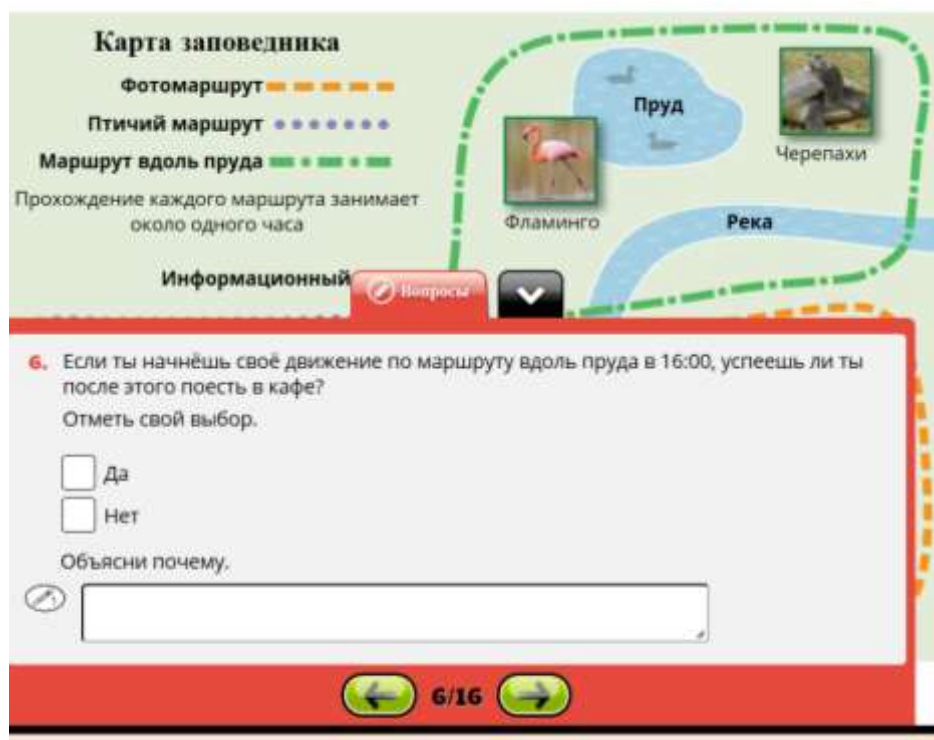 Карта заповедника
Фотомаршрут
Птичий маршрут
Маршрут вдоль пруда
Прохождение каждого маршрута занимает
около одного часа
Пруд
Черепахи
Фламинго
Река
Информационный
Вопросы
6. Если ты начнёшь своё движение по маршруту вдоль пруда в 16:00, успеешь ли ты
после этого поесть в кафе?
Отметь свой выбор.
Да
Нет
Объясни почему.
6/16